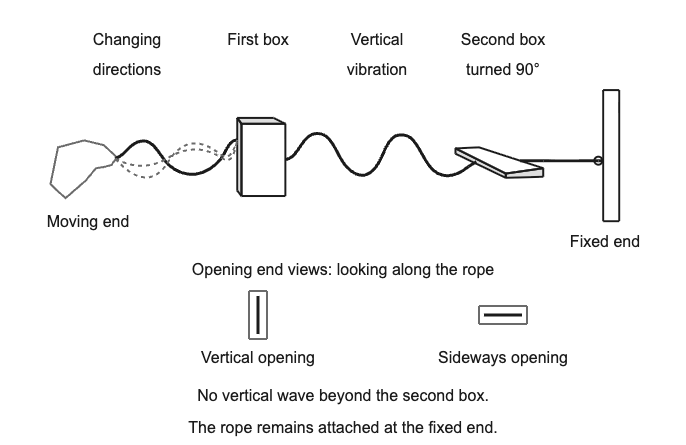 Changing
directions
First box
Vertical
vibration
Second box
turned 90°
Moving end
Fixed end
Opening end views: looking along the rope
Vertical opening
Sideways opening
No vertical wave beyond the second box.
The rope remains attached at the fixed end.